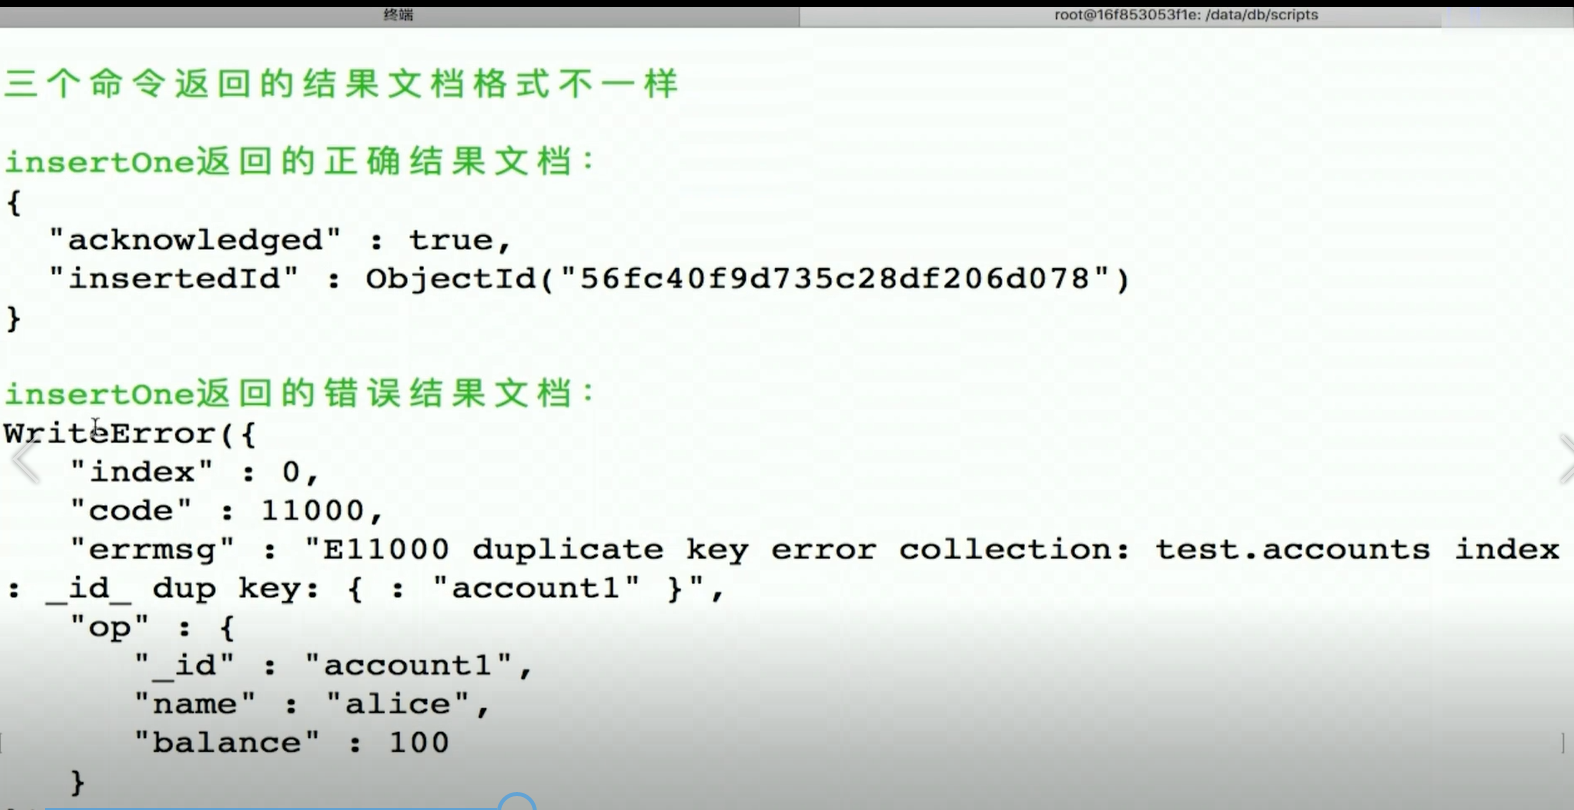 终端
root@16f853053f1e: /data/db/scripts
三个命令返回的结果文档格式不一样
insertOne返回的正确结果文档：
{
"acknowledged" : true,
"insertedId" : ObjectId("56fc40f9d735c28df206d078")
}
insertOne返回的错误结果文档：
WriteError({
"index" : 0,
"code" : 11000,
"errmsg" : "E11000 duplicate key error collection: test.accounts index
: _id_ dup key: { : "account1" }",
"op" : {
"_id" : "account1",
"name" : "alice",
"balance" : 100
}